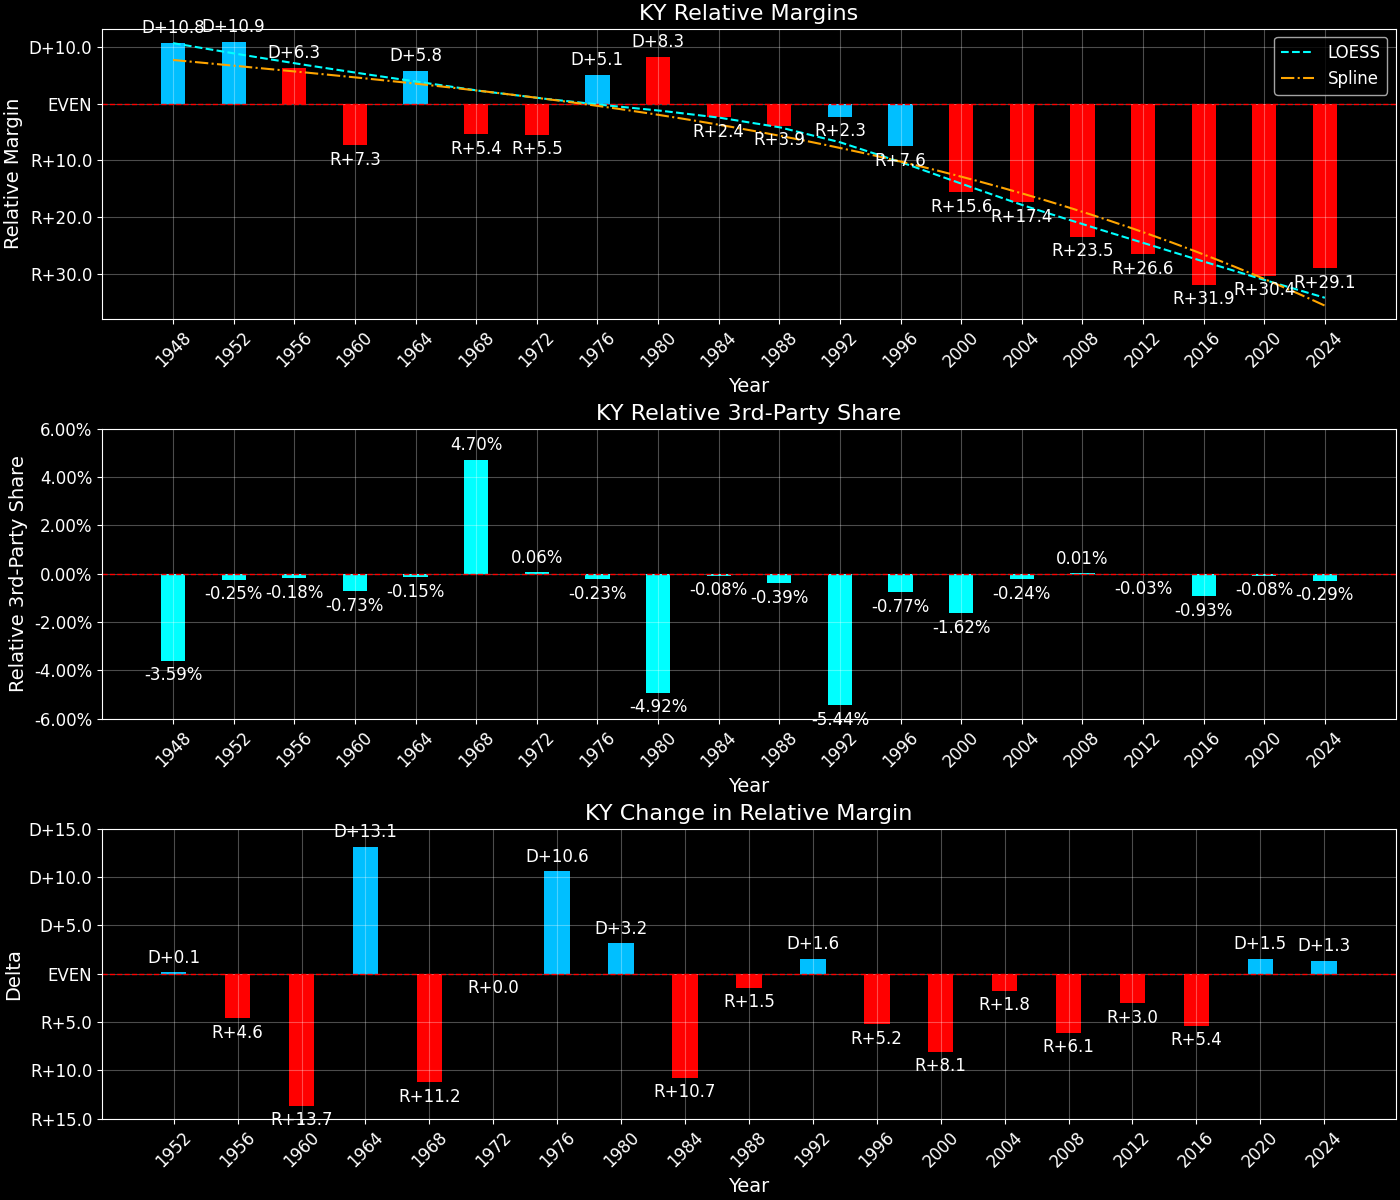 KY Relative Margins
Relative Margin
D+10.0
EVEN
R+10.0
R+20.0
R+30.0
D+10.8
D+10.9
D+6.3
R+7.3
D+5.8
R+5.4
R+5.5
D+5.1
D+8.3
R+2.4
R+3.9
R+2.3
R+7.6
R+15.6
R+17.4
R+23.5
R+26.6
R+31.9
R+30.4
R+29.1
LOESS
Spline
1948 1952 1956 1960 1964 1968 1972 1976 1980 1984 1988 1992 1996 2000 2004 2008 2012 2016 2020 2024
Year
KY Relative 3rd-Party Share
Relative 3rd-Party Share
6.00%
4.00%
2.00%
0.00%
-2.00%
-4.00%
-6.00%
-3.59%
-0.25%
-0.18%
-0.73%
-0.15%
4.70%
0.06%
-0.23%
-4.92%
-0.08%
-0.39%
-5.44%
-0.77%
-1.62%
-0.24%
0.01%
-0.03%
-0.93%
-0.08%
-0.29%
1948 1952 1956 1960 1964 1968 1972 1976 1980 1984 1988 1992 1996 2000 2004 2008 2012 2016 2020 2024
Year
KY Change in Relative Margin
Delta
D+15.0
D+10.0
D+5.0
EVEN
R+5.0
R+10.0
R+15.0
D+0.1
R+4.6
R+13.7
D+13.1
R+11.2
R+0.0
D+10.6
D+3.2
R+10.7
R+1.5
D+1.6
R+5.2
R+8.1
R+1.8
R+6.1
R+3.0
R+5.4
D+1.5
D+1.3
1952 1956 1960 1964 1968 1972 1976 1980 1984 1988 1992 1996 2000 2004 2008 2012 2016 2020 2024
Year